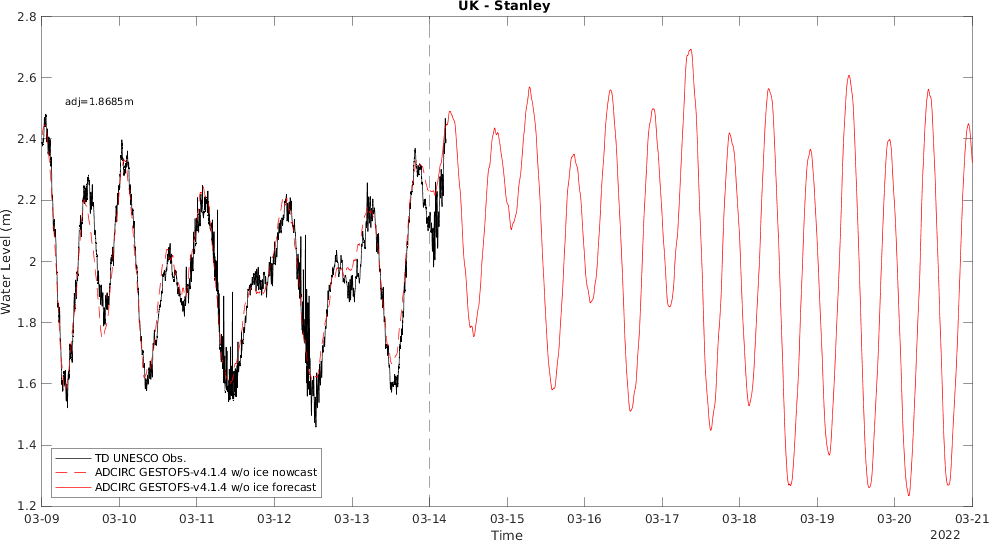 UK - Stanley
2.8
2.6
2.4
2.2
2
1.8
1.6
1.4
1.2
Water Level (m)
adj=1.8685m
TD UNESCO Obs.
ADCIRC GESTOFS-v4.1.4 w/o ice nowcast
ADCIRC GESTOFS-v4.1.4 w/o ice forecast
03-09 03-10 03-11 03-12 03-13 03-14 03-15 03-16 03-17 03-18 03-19 03-20 03-21
Time
2022